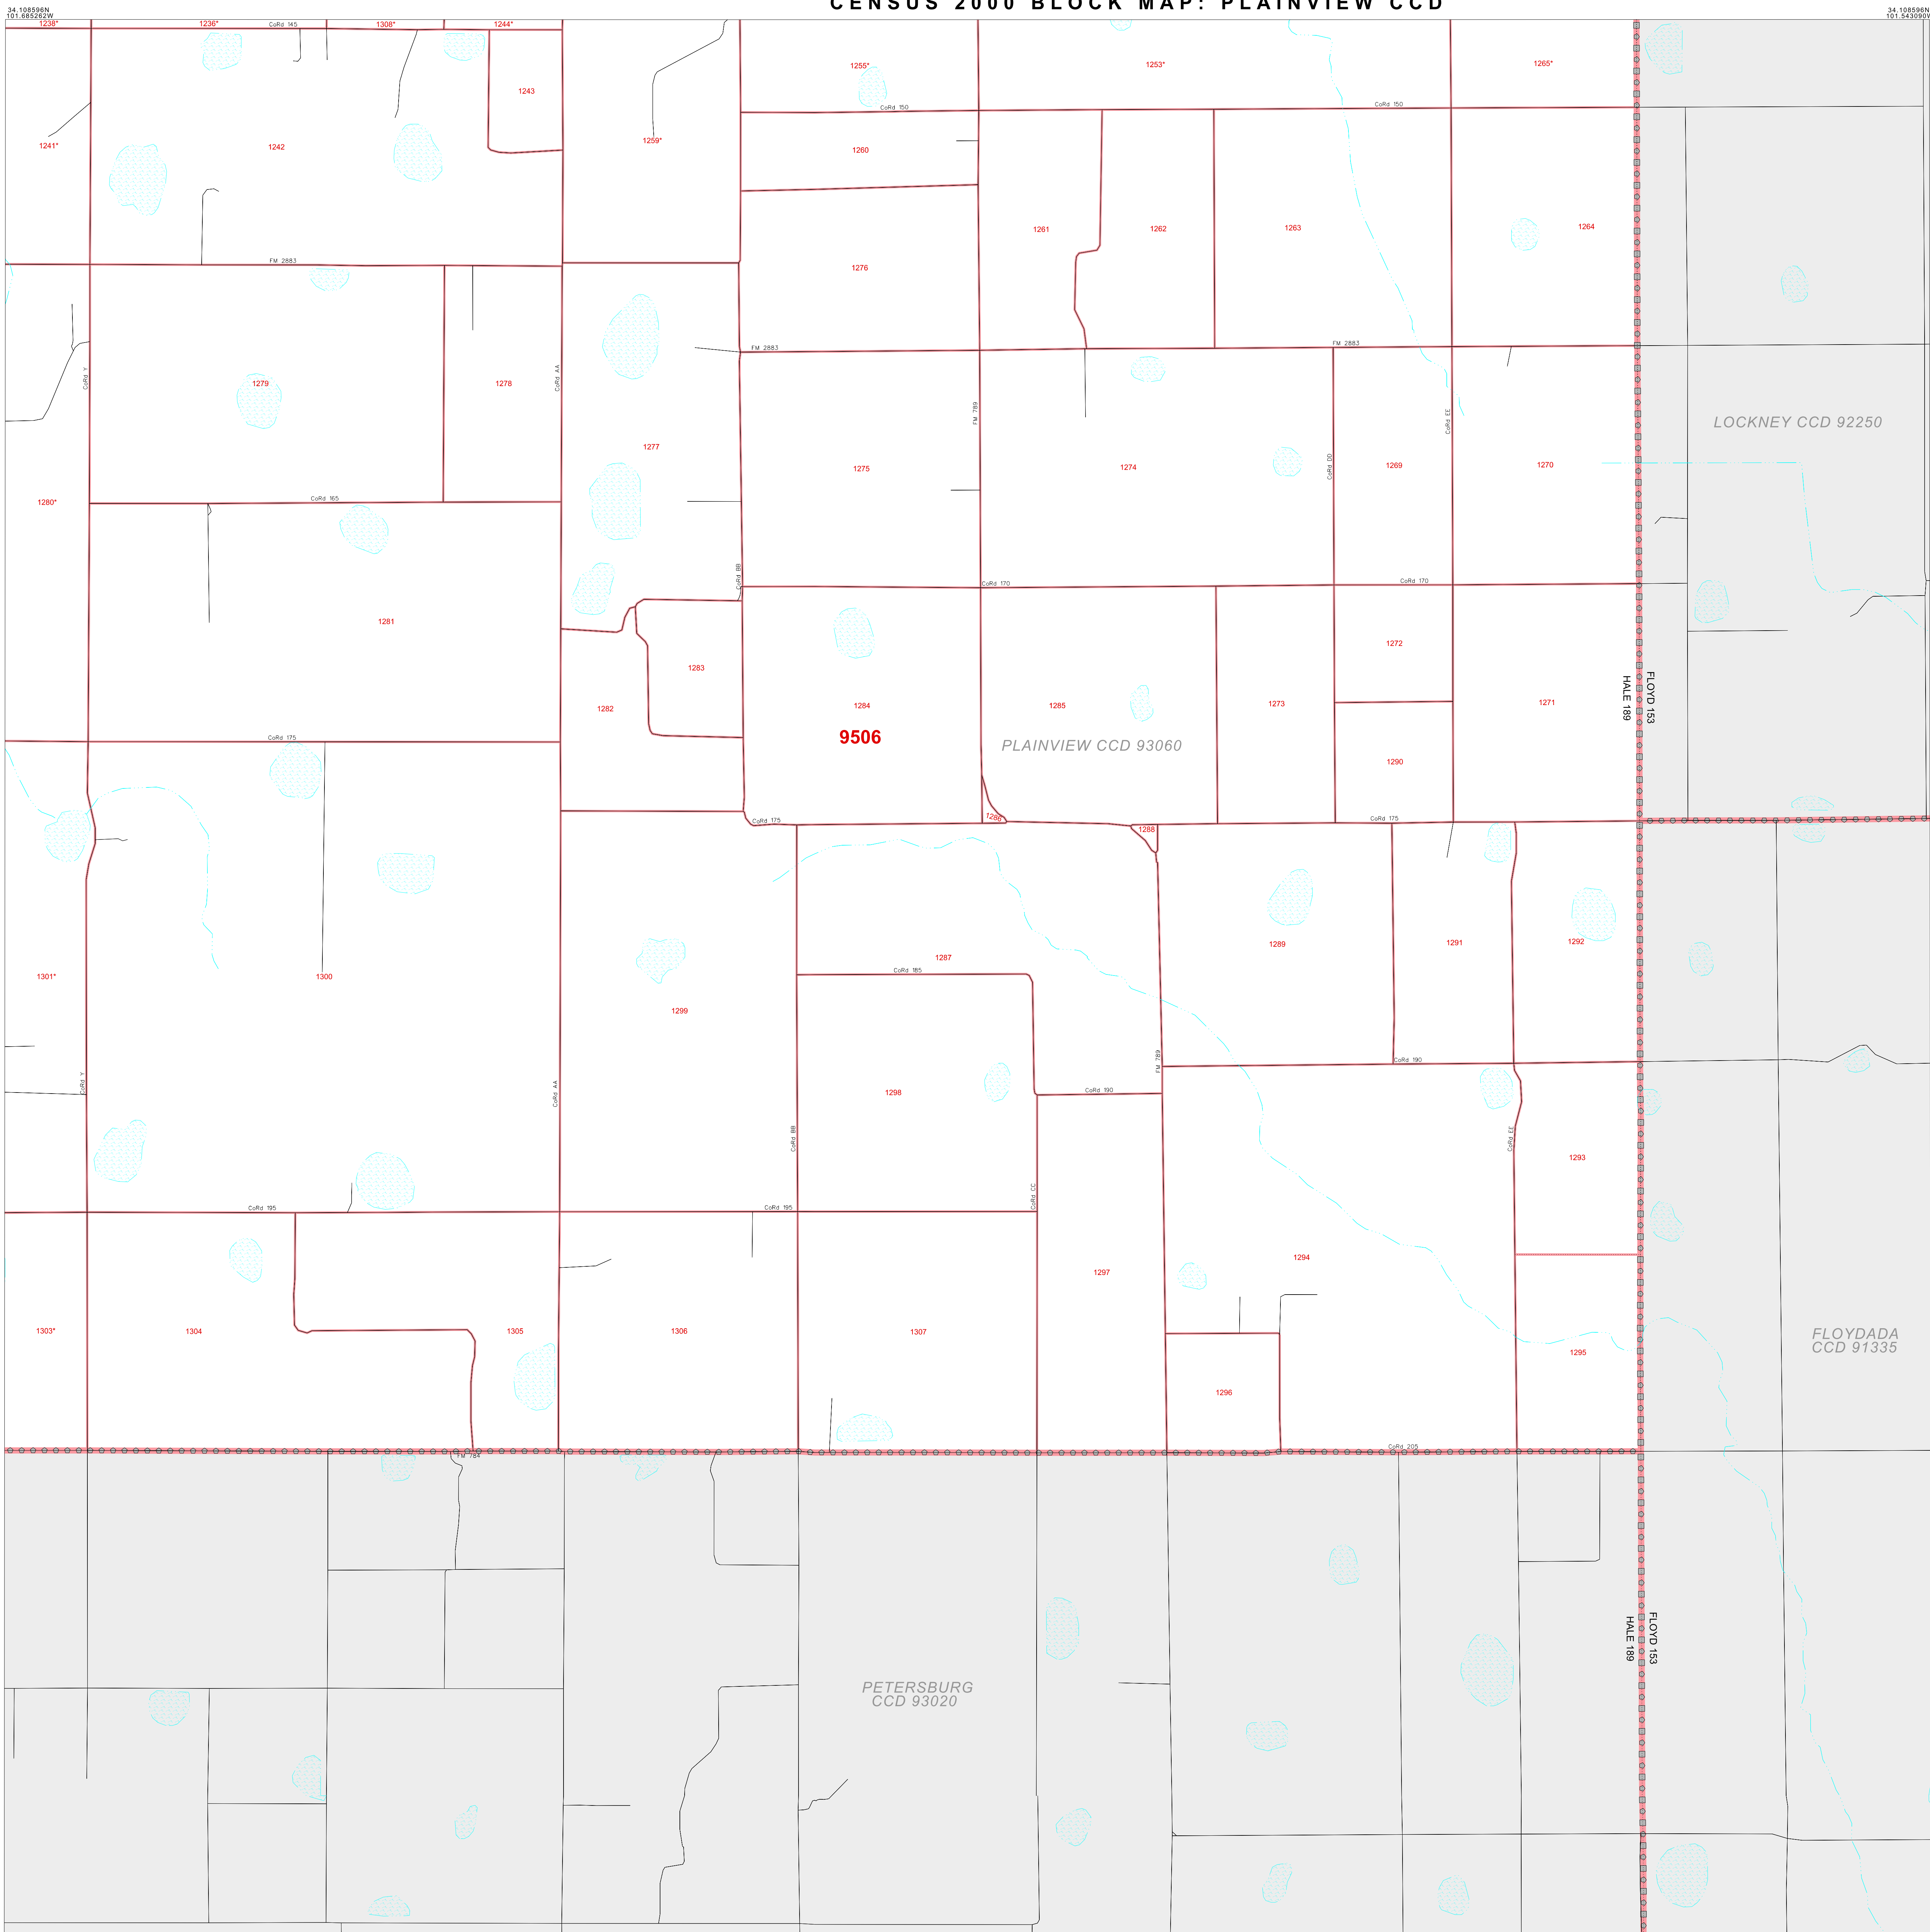 CENSUS 2000 BLOCK MAP: PLAINVIEW CCD
34.108596N
101.685262W
34.108596N
101.543090W
1238*
1236*
CoRd 145
1308*
1244*
1243
1255*
1253*
1265*
CoRd 150
CoRd 150
1241*
1242
1259*
1260
1261
1262
1263
1264
FM 2883
1276
FM 2883
FM 2883
CoRd Y
1279
1278
CoRd AA
FM 789
CoRd EE
LOCKNEY CCD 92250
1277
1275
1274
CoRd DD
1269
1270
1280*
CoRd 165
CoRd BB
CoRd 170
CoRd 170
1281
1272
1283
1282
1284
1285
1273
1271
HALE 189
FLOYD 153
9506
PLAINVIEW CCD 93060
CoRd 175
1290
CoRd 175
1286
1288
CoRd 175
1289
1291
1292
1287
CoRd 185
1301*
1300
1299
CoRd Y
CoRd AA
1298
CoRd 190
FM 789
CoRd 190
CoRd BB
CoRd EE
1293
CoRd CC
CoRd 195
CoRd 195
1294
1297
1303*
1304
1305
1306
1307
1295
FLOYDADA
CCD 91335
1296
FM 784
CoRd 205
HALE 189
FLOYD 153
PETERSBURG
CCD 93020